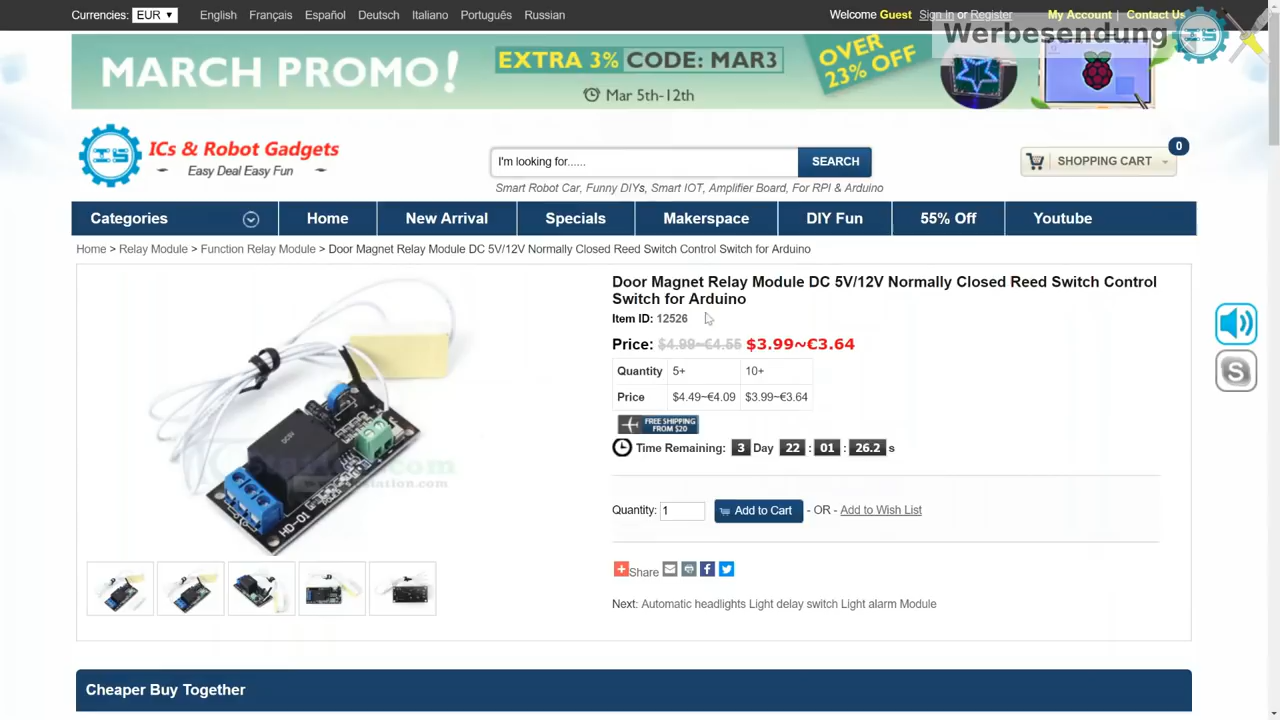 Currencies: EUR ▼ English Français Español Deutsch Italiano Português Russian Welcome Guest Sign In or Register My Account | Contact Us
Werbesendung
MARCH PROMO! EXTRA 3% CODE: MAR3 OVER 23% OFF
Mar 5th-12th
ICs & Robot Gadgets
Easy Deal Easy Fun
I'm looking for...... SEARCH
SHOPPING CART 0
Smart Robot Car, Funny DIYs, Smart IOT, Amplifier Board, For RPI & Arduino
Categories Home New Arrival Specials Makerspace DIY Fun 55% Off Youtube
Home > Relay Module > Function Relay Module > Door Magnet Relay Module DC 5V/12V Normally Closed Reed Switch Control Switch for Arduino
Door Magnet Relay Module DC 5V/12V Normally Closed Reed Switch Control
Switch for Arduino
Item ID: 12526
Price: $4.99~€4.55 $3.99~€3.64
Quantity 5+ 10+
Price $4.49~€4.09 $3.99~€3.64
FREE SHIPPING
FROM $20
Time Remaining: 3 Day 22 : 01 : 26.2 s
Quantity: 1 Add to Cart - OR - Add to Wish List
Share
Next: Automatic headlights Light delay switch Light alarm Module
HD-01
Cheaper Buy Together